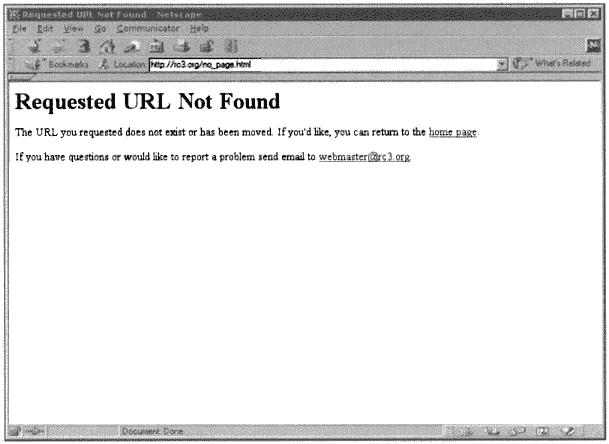 Requested URL Not Found - Netscape
File Edit View Go Communicator Help
Bookmarks Location: http://rc3.org/no_page.html What's Related
Requested URL Not Found
The URL you requested does not exist or has been moved. If you'd like, you can return to the home page.
If you have questions or would like to report a problem send email to webmaster@rc3.org.
Document: Done